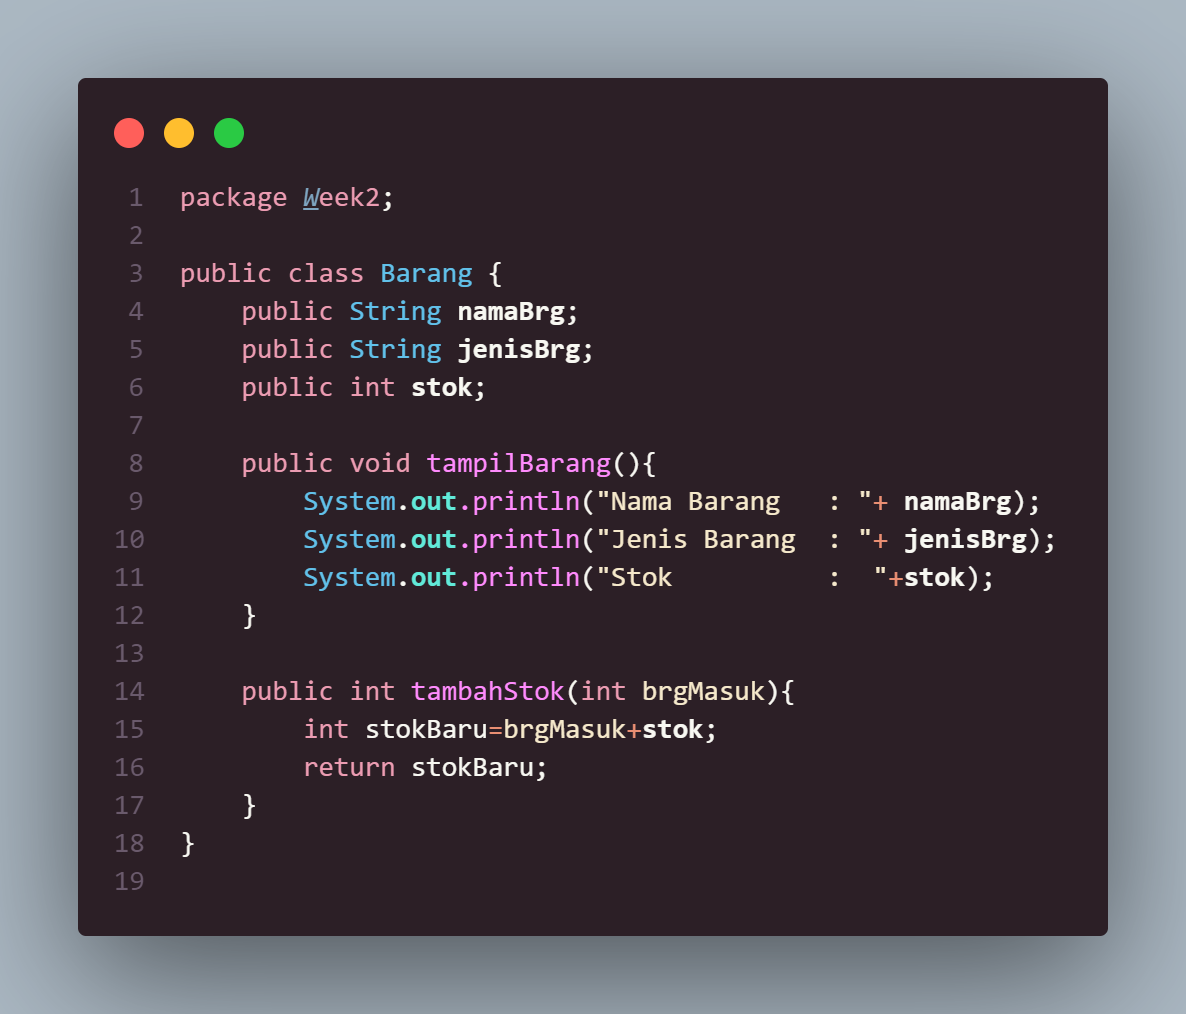 1 package Week2;
2
3 public class Barang {
4     public String namaBrg;
5     public String jenisBrg;
6     public int stok;
7
8     public void tampilBarang(){
9         System.out.println("Nama Barang   : "+ namaBrg);
10         System.out.println("Jenis Barang  : "+ jenisBrg);
11         System.out.println("Stok          :  "+stok);
12     }
13
14     public int tambahStok(int brgMasuk){
15         int stokBaru=brgMasuk+stok;
16         return stokBaru;
17     }
18 }
19